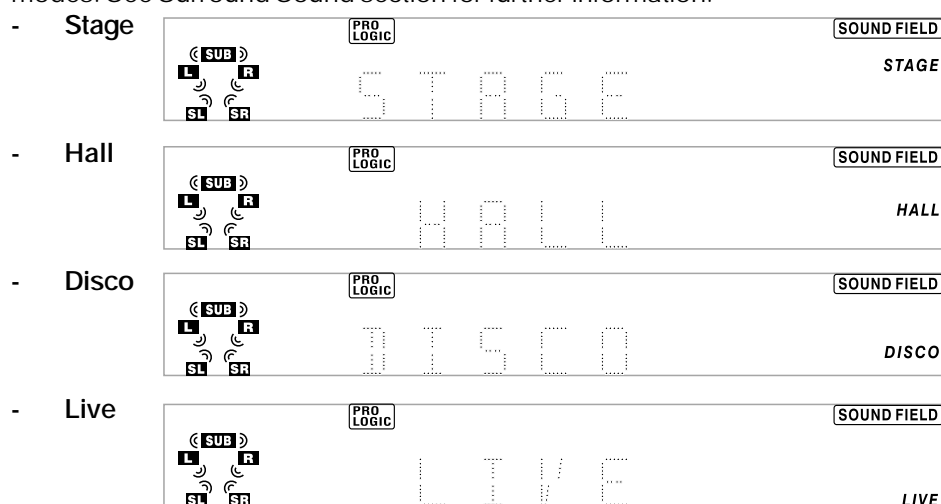 modes. See Surround Sound section for further information.
- Stage
PRO LOGIC
SOUND FIELD
SUB
L R
SL SR
STAGE
STAGE
- Hall
PRO LOGIC
SOUND FIELD
SUB
L R
SL SR
HALL
HALL
- Disco
PRO LOGIC
SOUND FIELD
SUB
L R
SL SR
DISCO
DISCO
- Live
PRO LOGIC
SOUND FIELD
SUB
L R
SL SR
LIVE
LIVE